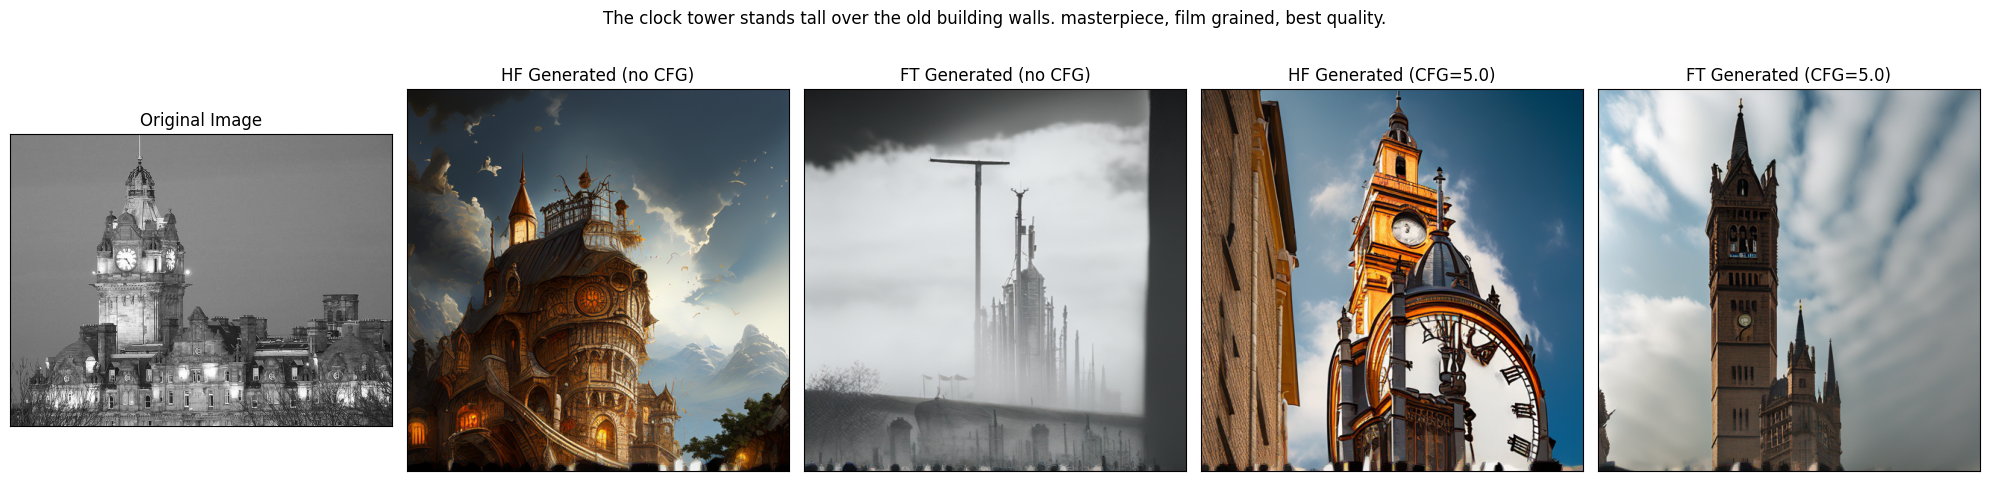 The clock tower stands tall over the old building walls. masterpiece, film grained, best quality.
Original Image
HF Generated (no CFG)
FT Generated (no CFG)
HF Generated (CFG=5.0)
FT Generated (CFG=5.0)